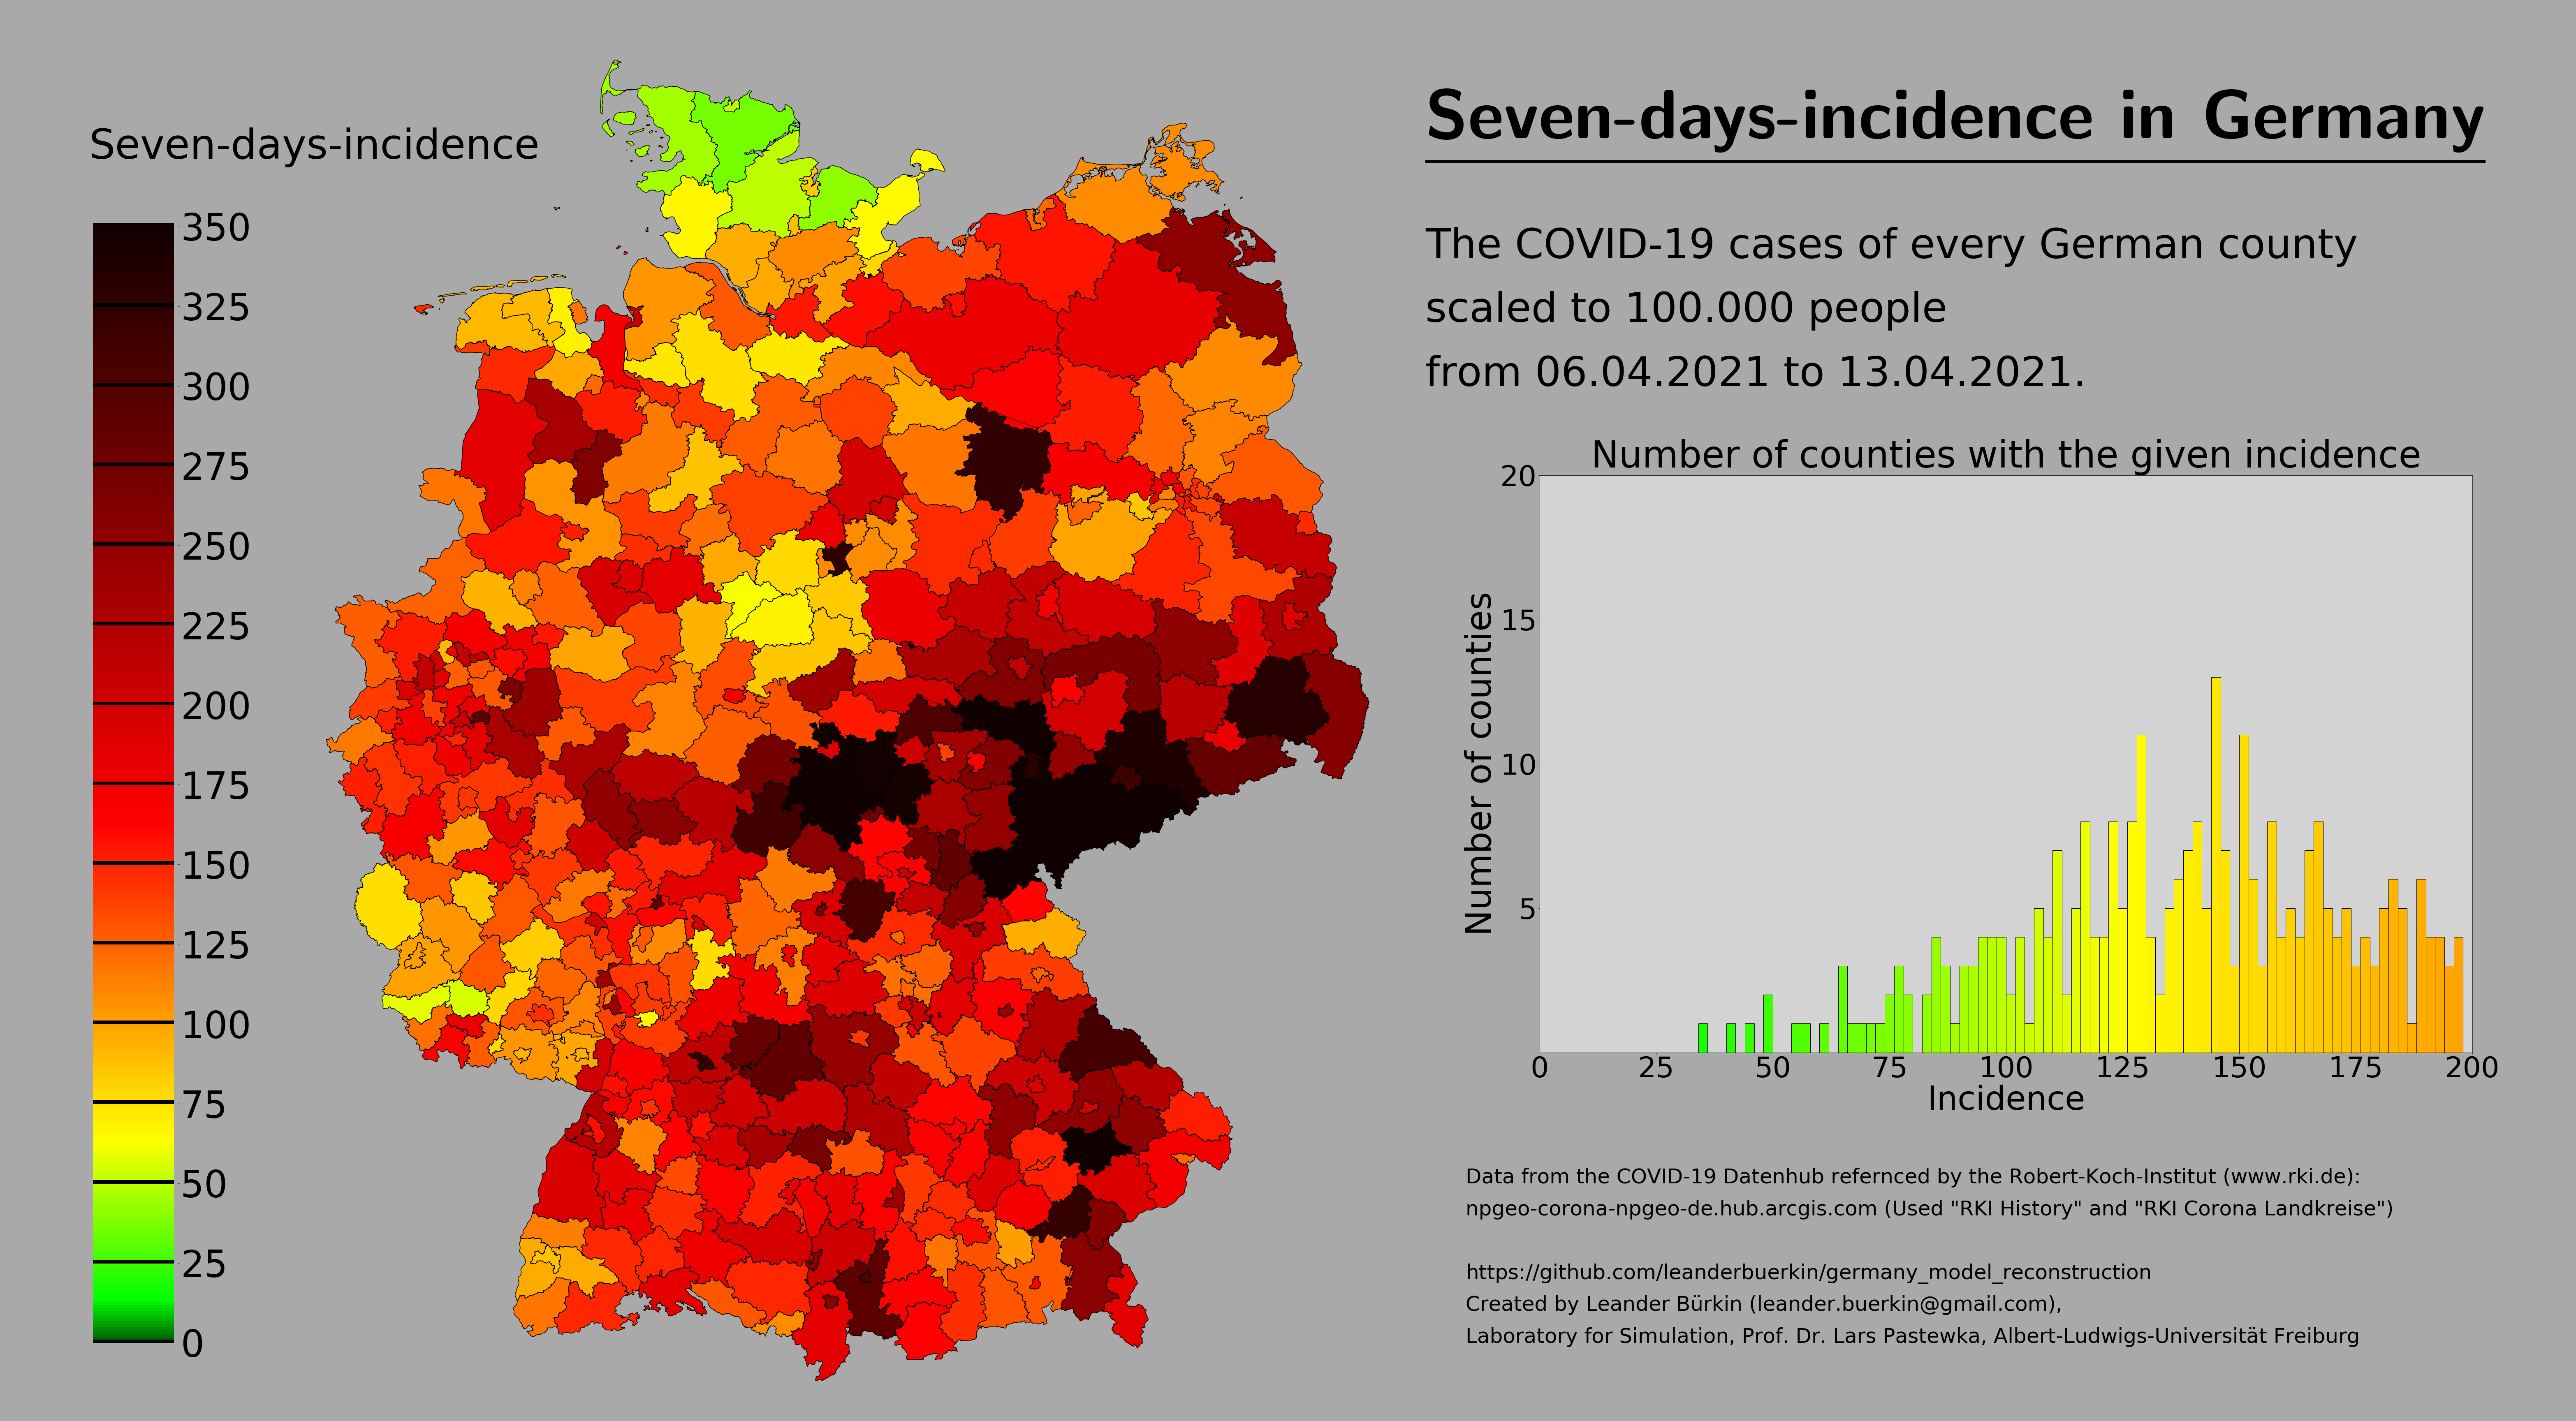 Seven-days-incidence
350
325
300
275
250
225
200
175
150
125
100
75
50
25
0
Seven-days-incidence in Germany
The COVID-19 cases of every German county
scaled to 100.000 people
from 06.04.2021 to 13.04.2021.
Number of counties with the given incidence
Number of counties
20
15
10
5
0 25 50 75 100 125 150 175 200
Incidence
Data from the COVID-19 Datenhub refernced by the Robert-Koch-Institut (www.rki.de):
npgeo-corona-npgeo-de.hub.arcgis.com (Used "RKI History" and "RKI Corona Landkreise")
https://github.com/leanderbuerkin/germany_model_reconstruction
Created by Leander Bürkin (leander.buerkin@gmail.com),
Laboratory for Simulation, Prof. Dr. Lars Pastewka, Albert-Ludwigs-Universität Freiburg